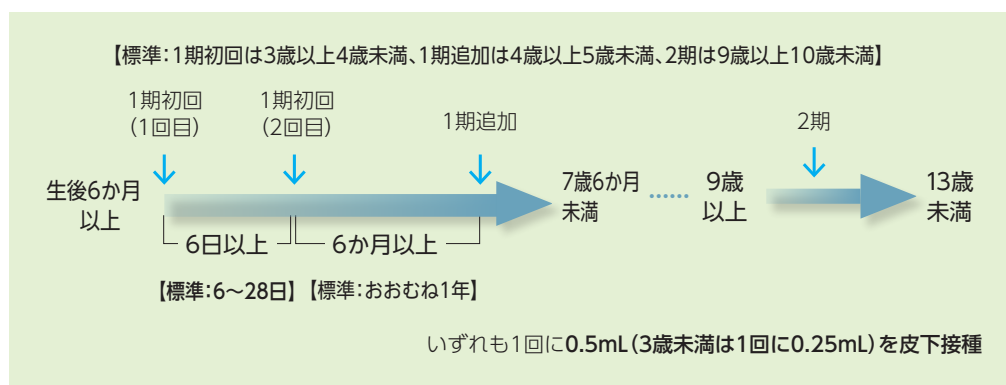 【標準：1期初回は3歳以上4歳未満、1期追加は4歳以上5歳未満、2期は9歳以上10歳未満】
1期初回
（1回目）
1期初回
（2回目）
1期追加
2期
生後6か月
以上
7歳6か月
未満
……
9歳
以上
13歳
未満
6日以上
6か月以上
【標準：6〜28日】
【標準：おおむね1年】
いずれも1回に0.5mL（3歳未満は1回に0.25mL）を皮下接種